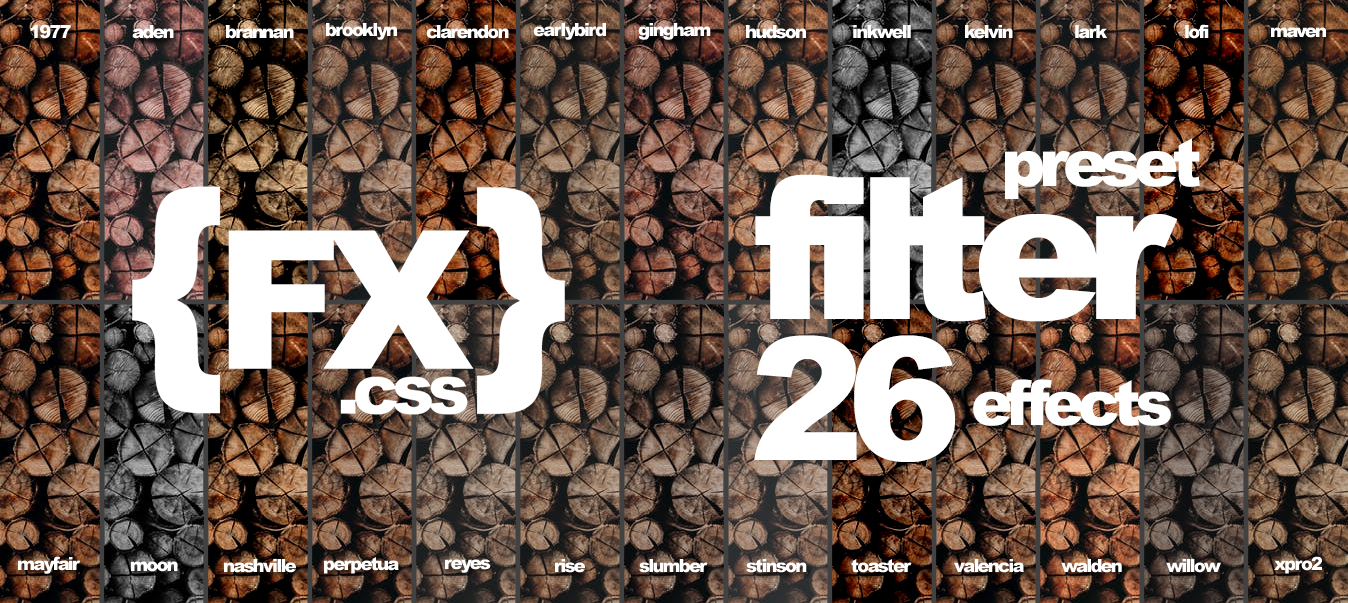 1977 aden brannan brooklyn clarendon earlybird gingham hudson inkwell kelvin lark lofi maven
{FX}
.css
preset
filter
26 effects
mayfair moon nashville perpetua reyes rise slumber stinson toaster valencia walden willow xpro2